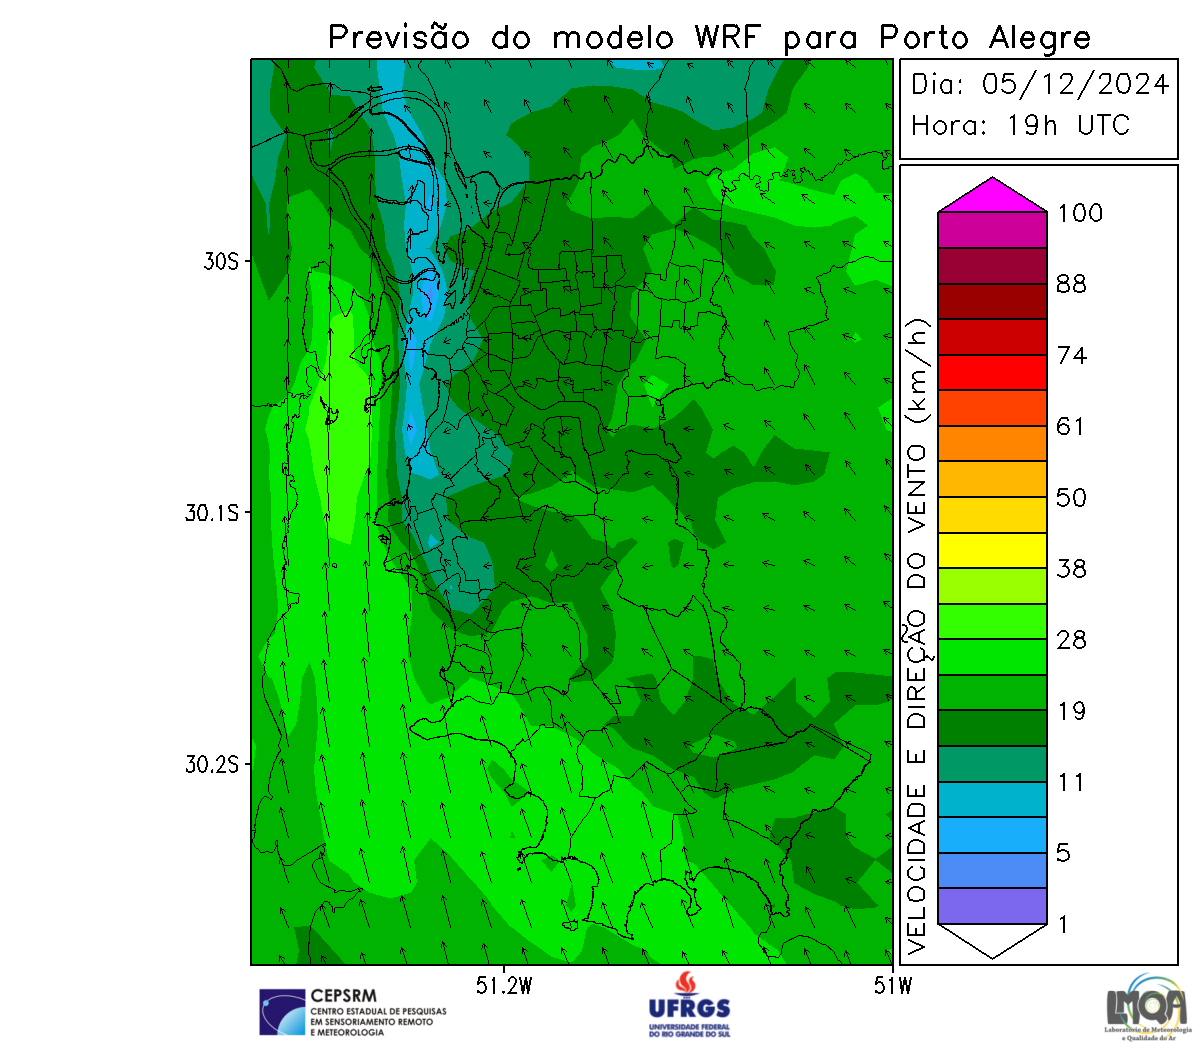 Previsão do modelo WRF para Porto Alegre
Dia: 05/12/2024
Hora: 19h UTC
30S
30.1S
30.2S
51.2W
51W
VELOCIDADE E DIREÇÃO DO VENTO (km/h)
100
88
74
61
50
38
28
19
11
5
1
CEPSRM
CENTRO ESTADUAL DE PESQUISAS
EM SENSORIAMENTO REMOTO
E METEOROLOGIA
UFRGS
UNIVERSIDADE FEDERAL
DO RIO GRANDE DO SUL
LMQA
Laboratório de Meteorologia
e Qualidade do Ar